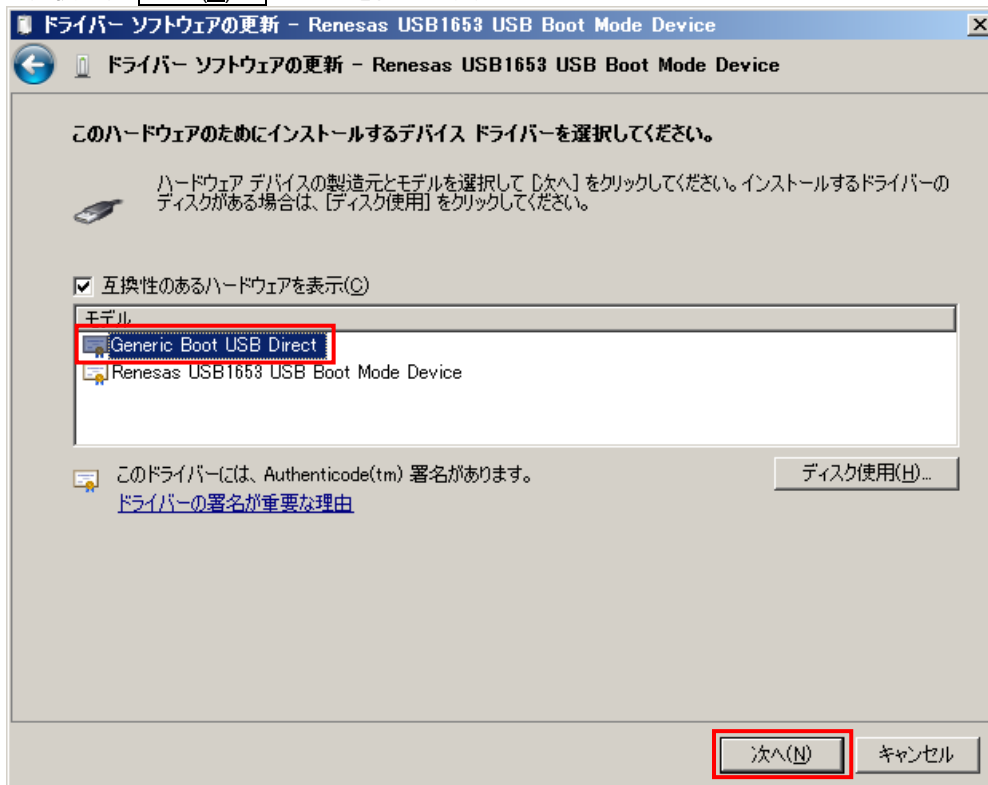 ドライバー ソフトウェアの更新 - Renesas USB1653 USB Boot Mode Device
ドライバー ソフトウェアの更新 - Renesas USB1653 USB Boot Mode Device
このハードウェアのためにインストールするデバイス ドライバーを選択してください。
ハードウェア デバイスの製造元とモデルを選択して [次へ] をクリックしてください。インストールするドライバーの
ディスクがある場合は、[ディスク使用] をクリックしてください。
互換性のあるハードウェアを表示(C)
モデル
Generic Boot USB Direct
Renesas USB1653 USB Boot Mode Device
このドライバーには、Authenticode(tm) 署名があります。
ディスク使用(H)...
ドライバーの署名が重要な理由
次へ(N)
キャンセル